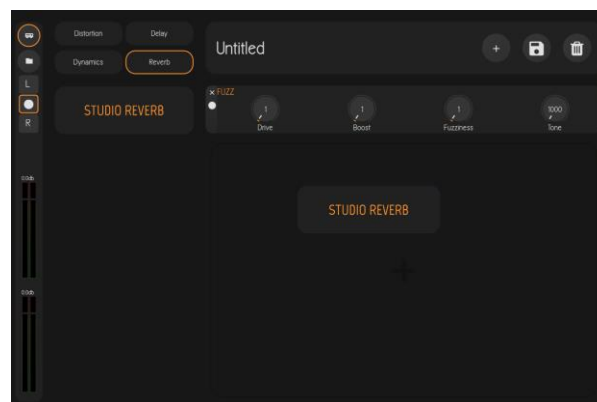 Distortion
Delay
Dynamics
Reverb
Untitled
+
L
R
STUDIO REVERB
× FUZZ
1
Drive
1
Boost
1
Fuzziness
1000
Tone
STUDIO REVERB
0.0db
0.0db